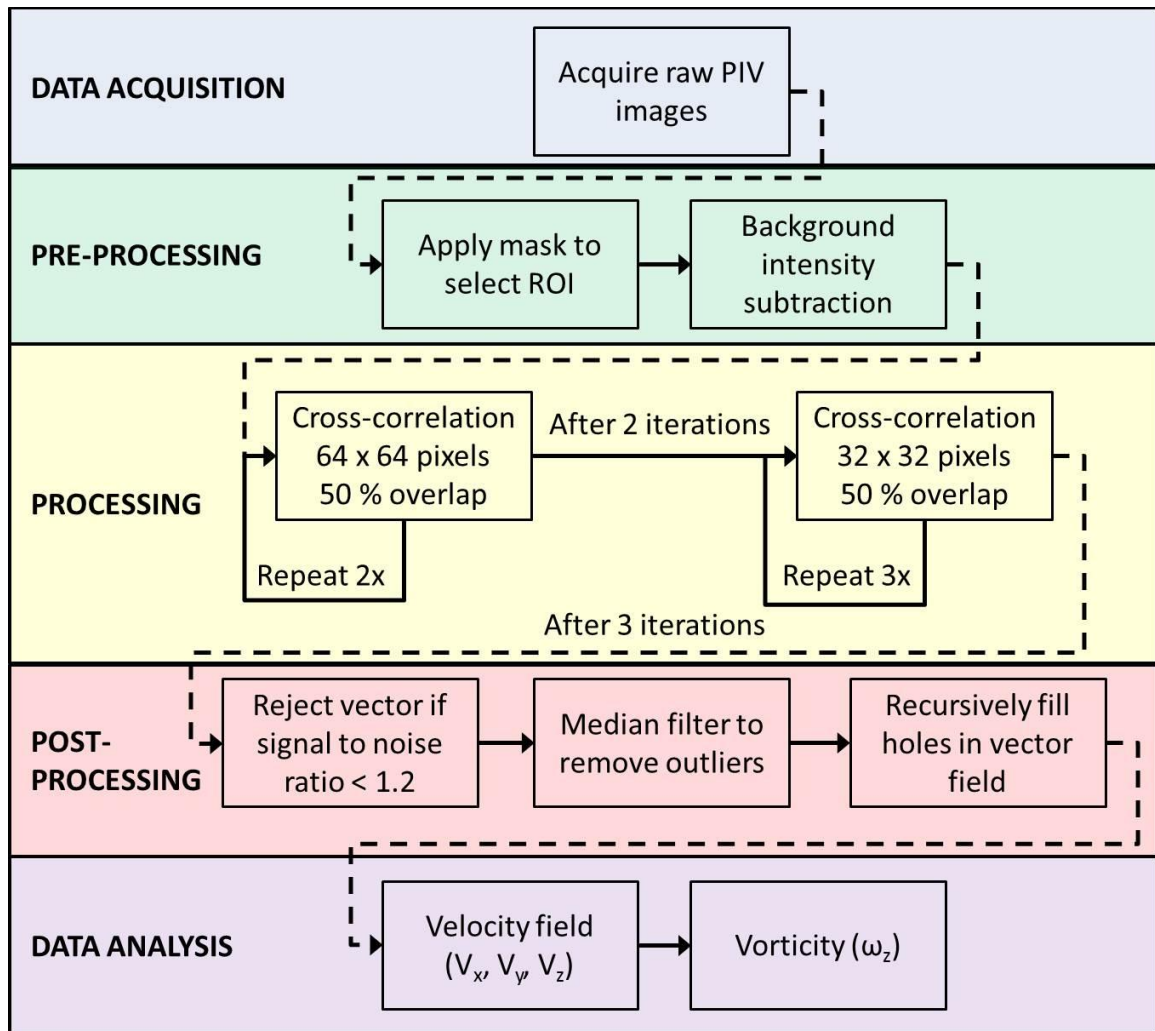 DATA ACQUISITION
Acquire raw PIV
images
PRE-PROCESSING
Apply mask to
select ROI
Background
intensity
subtraction
PROCESSING
Cross-correlation
64 x 64 pixels
50 % overlap
Repeat 2x
After 2 iterations
Cross-correlation
32 x 32 pixels
50 % overlap
Repeat 3x
After 3 iterations
POST-
PROCESSING
Reject vector if
signal to noise
ratio < 1.2
Median filter to
remove outliers
Recursively fill
holes in vector
field
DATA ANALYSIS
Velocity field
(Vx, Vy, Vz)
Vorticity (ωz)